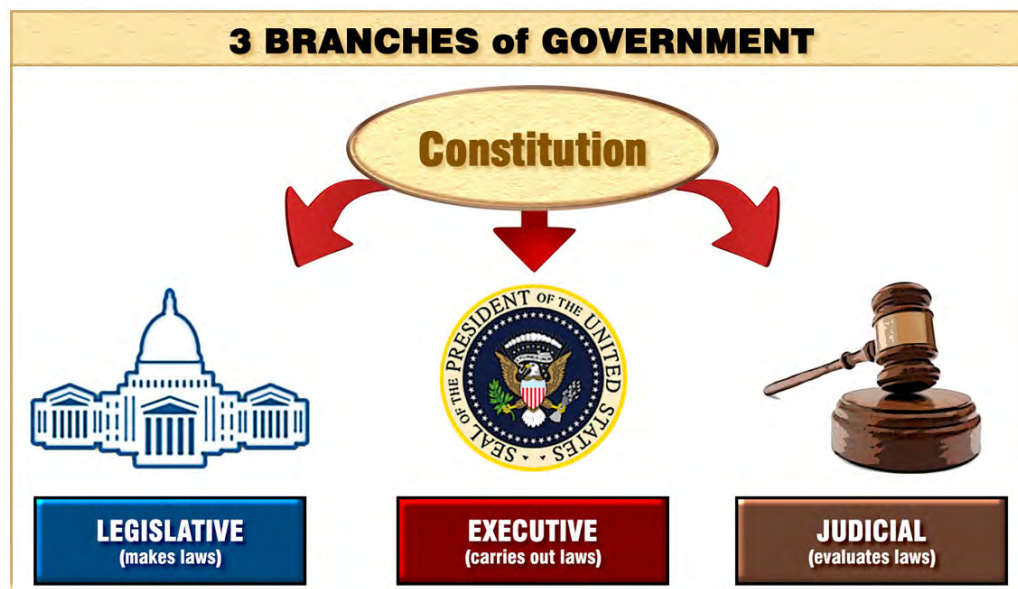 3 BRANCHES of GOVERNMENT
Constitution
SEAL OF THE PRESIDENT OF THE UNITED STATES
LEGISLATIVE
(makes laws)
EXECUTIVE
(carries out laws)
JUDICIAL
(evaluates laws)